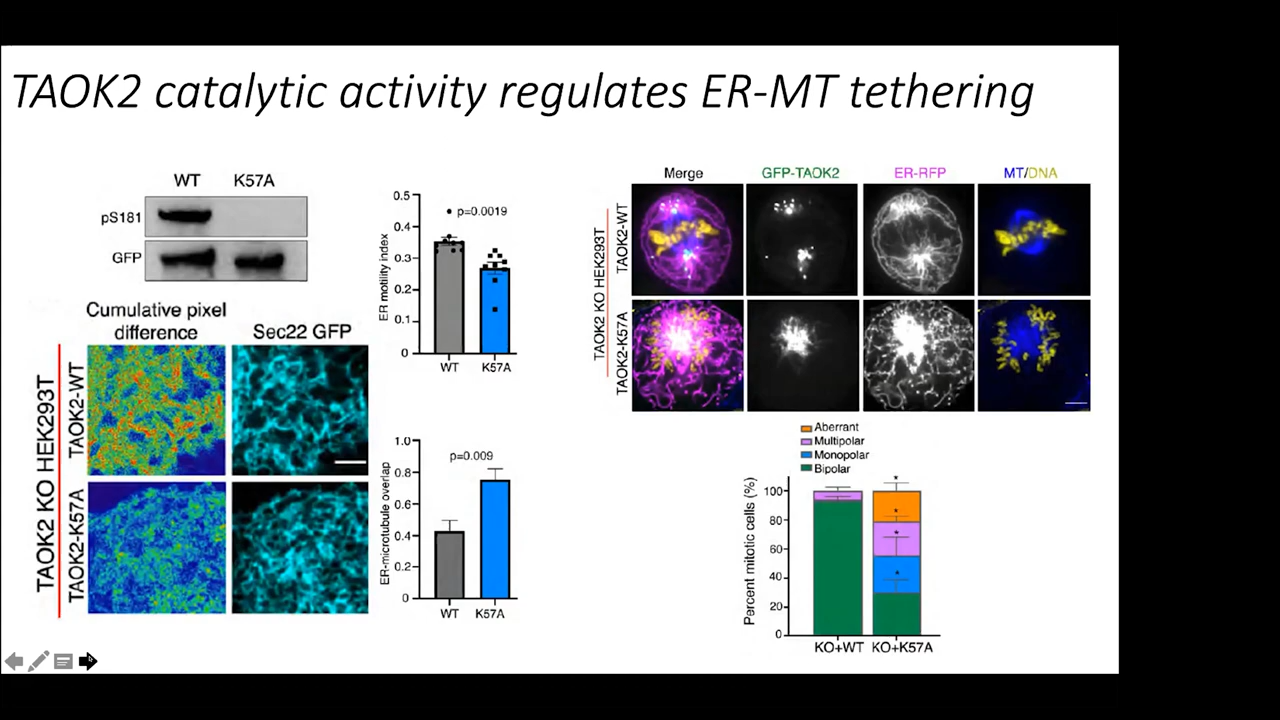 TAOK2 catalytic activity regulates ER-MT tethering
WT K57A
pS181
GFP
Cumulative pixel
difference
Sec22 GFP
TAOK2 KO HEK293T
TAOK2-WT
TAOK2-K57A
ER motility index
0.5
0.4
0.3
0.2
0.1
0
p=0.0019
WT K57A
ER-microtubule overlap
1.0
0.8
0.6
0.4
0.2
0
p=0.009
WT K57A
Merge GFP-TAOK2 ER-RFP MT/DNA
TAOK2 KO HEK293T
TAOK2-WT
TAOK2-K57A
Aberrant
Multipolar
Monopolar
Bipolar
Percent mitotic cells (%)
100
80
60
40
20
0
KO+WT KO+K57A